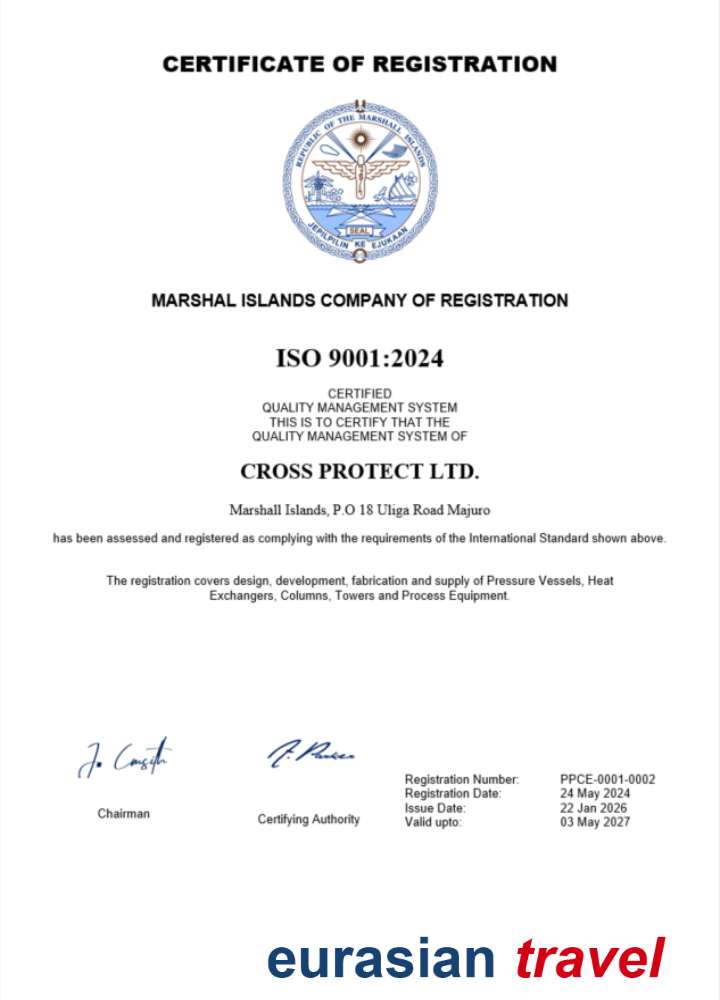 CERTIFICATE OF REGISTRATION
REPUBLIC OF THE MARSHALL ISLANDS
SEAL
JEPILPILIN KE EJUKAAN
MARSHAL ISLANDS COMPANY OF REGISTRATION
ISO 9001:2024
CERTIFIED
QUALITY MANAGEMENT SYSTEM
THIS IS TO CERTIFY THAT THE
QUALITY MANAGEMENT SYSTEM OF
CROSS PROTECT LTD.
Marshall Islands, P.O 18 Uliga Road Majuro
has been assessed and registered as complying with the requirements of the International Standard shown above.
The registration covers design, development, fabrication and supply of Pressure Vessels, Heat
Exchangers, Columns, Towers and Process Equipment.
Chairman
Certifying Authority
Registration Number: PPCE-0001-0002
Registration Date: 24 May 2024
Issue Date: 22 Jan 2026
Valid upto: 03 May 2027
eurasian travel